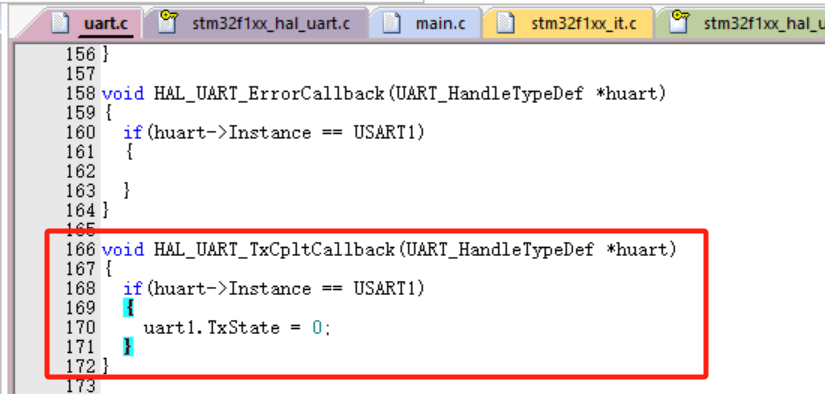 uart.c stm32f1xx_hal_uart.c main.c stm32f1xx_it.c stm32f1xx_hal_u
156 }
157
158 void HAL_UART_ErrorCallback(UART_HandleTypeDef *huart)
159 {
160 if(huart->Instance == USART1)
161 {
162
163 }
164 }
165
166 void HAL_UART_TxCpltCallback(UART_HandleTypeDef *huart)
167 {
168 if(huart->Instance == USART1)
169 {
170 uart1.TxState = 0;
171 }
172 }
173